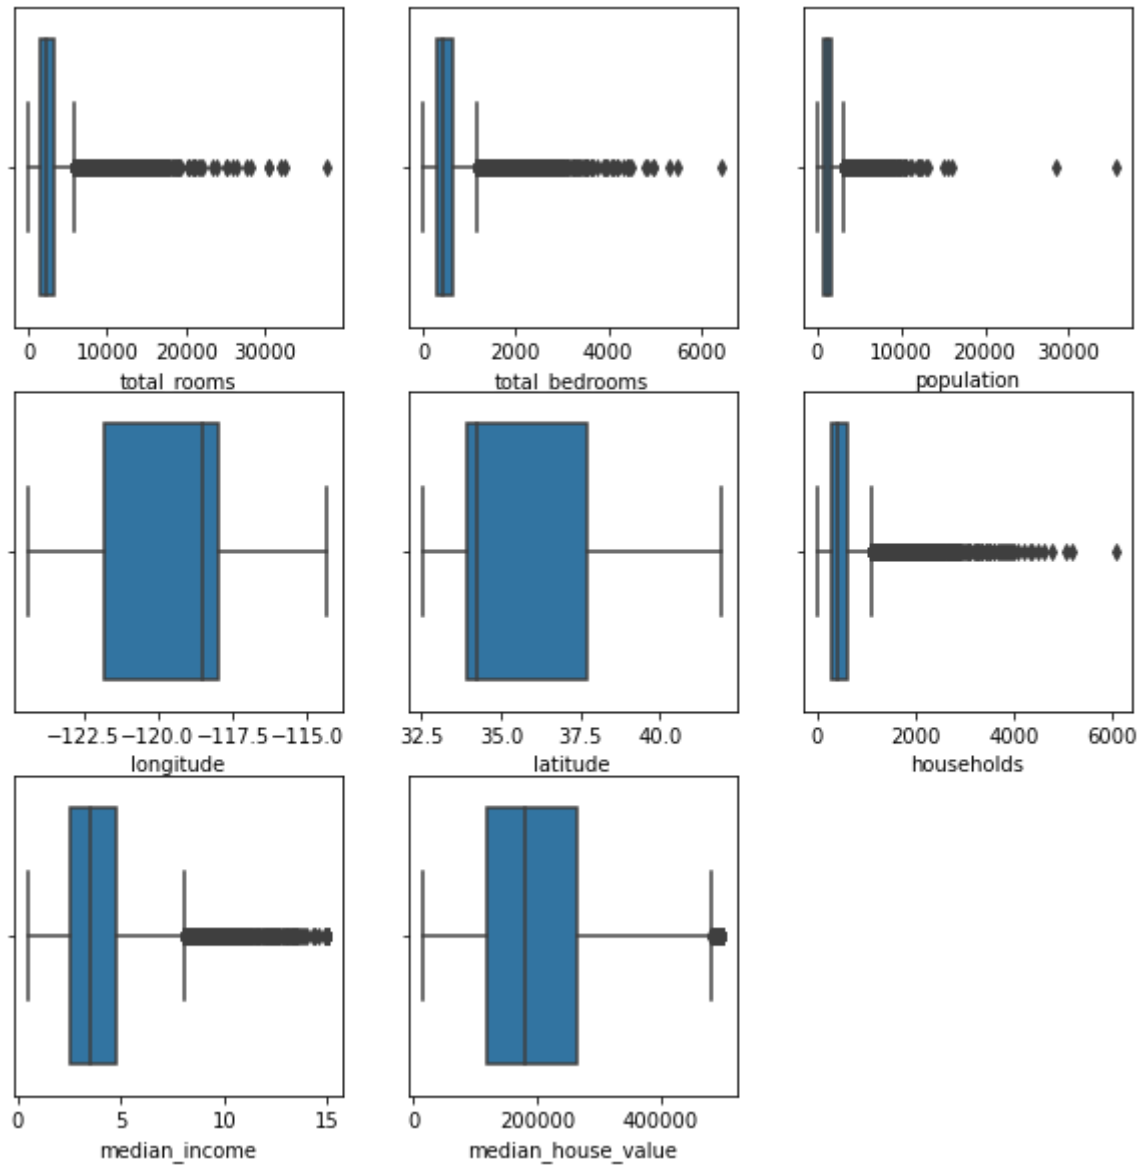 0 10000 20000 30000
total_rooms
0 2000 4000 6000
total_bedrooms
0 10000 20000 30000
population
−122.5 −120.0 −117.5 −115.0
longitude
32.5 35.0 37.5 40.0
latitude
0 2000 4000 6000
households
0 5 10 15
median_income
0 200000 400000
median_house_value